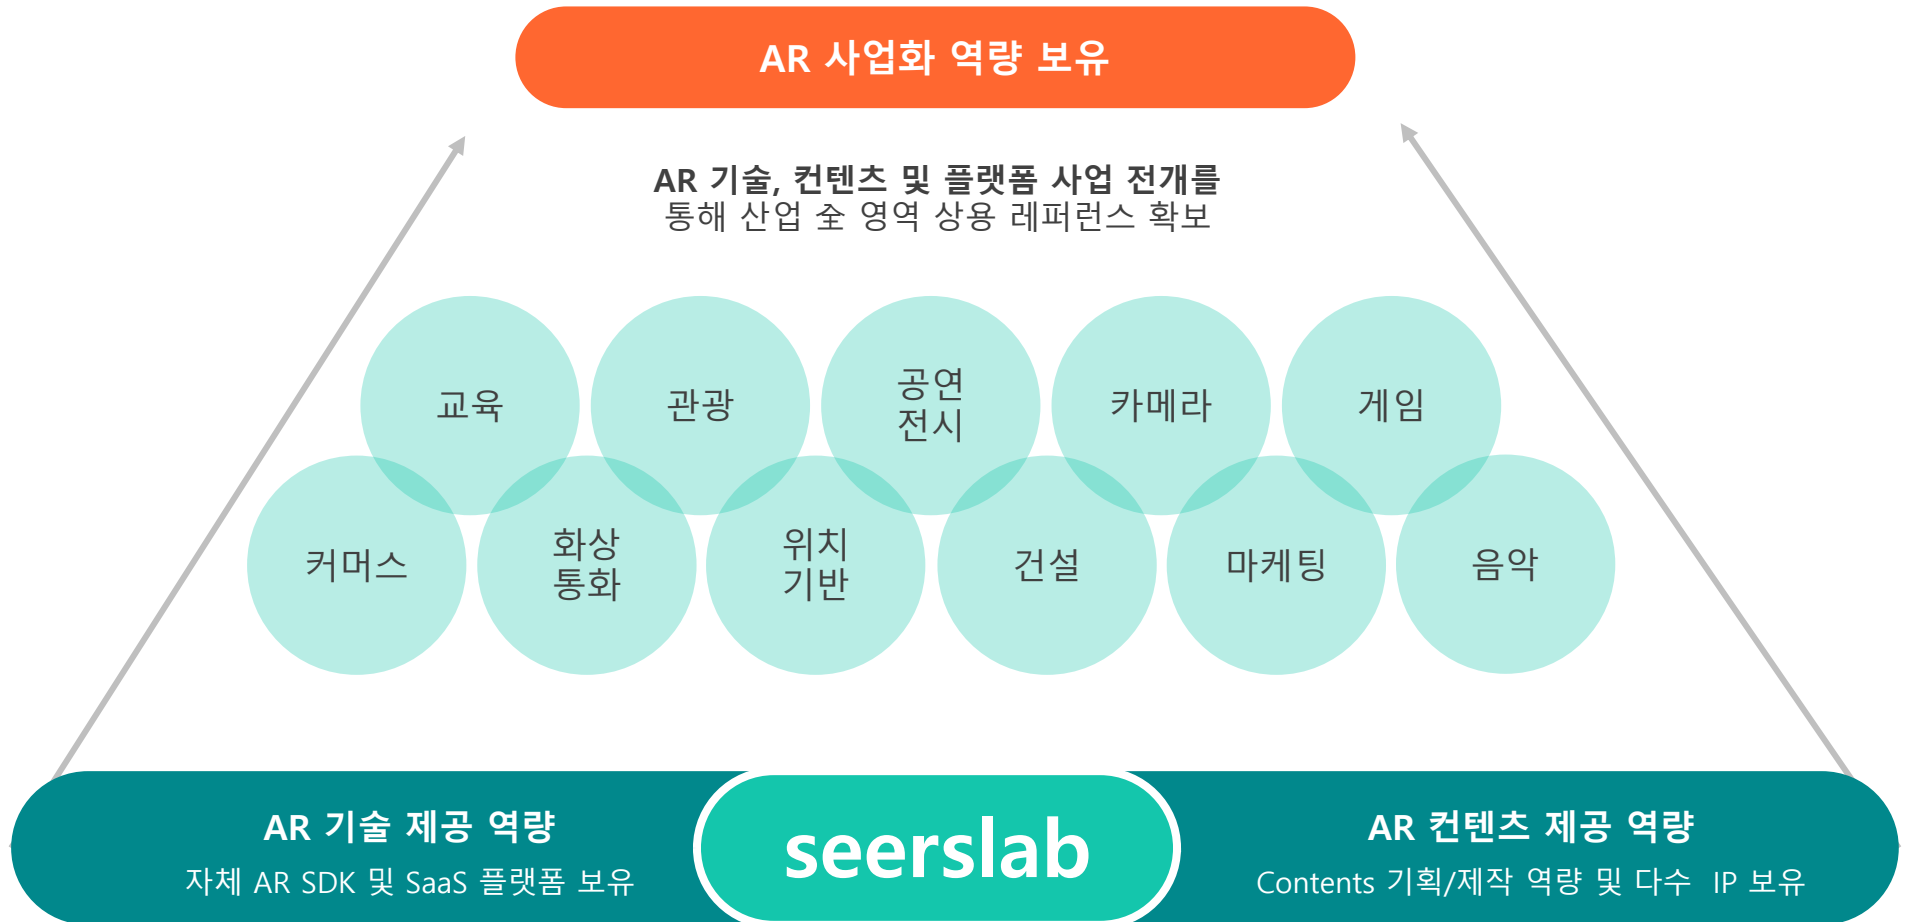 AR 사업화 역량 보유
AR 기술, 컨텐츠 및 플랫폼 사업 전개를
통해 산업 全 영역 상용 레퍼런스 확보
교육
관광
공연
전시
카메라
게임
커머스
화상
통화
위치
기반
건설
마케팅
음악
AR 기술 제공 역량
자체 AR SDK 및 SaaS 플랫폼 보유
seerslab
AR 컨텐츠 제공 역량
Contents 기획/제작 역량 및 다수 IP 보유